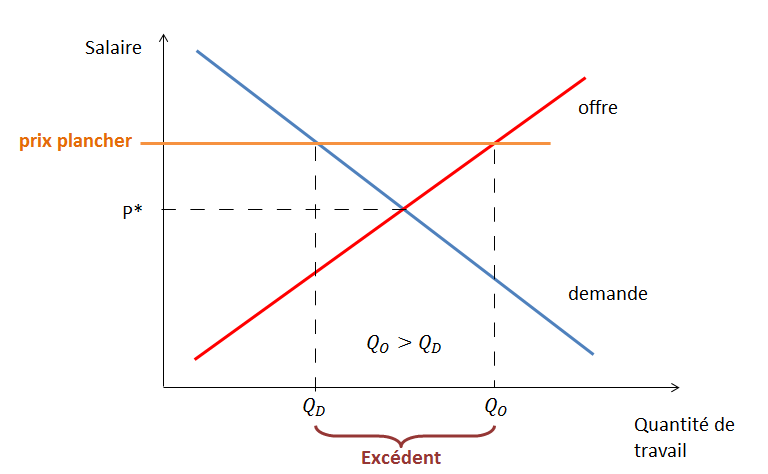 Salaire
offre
prix plancher
P*
demande
Q_O > Q_D
Q_D
Q_O
Quantité de
travail
Excédent